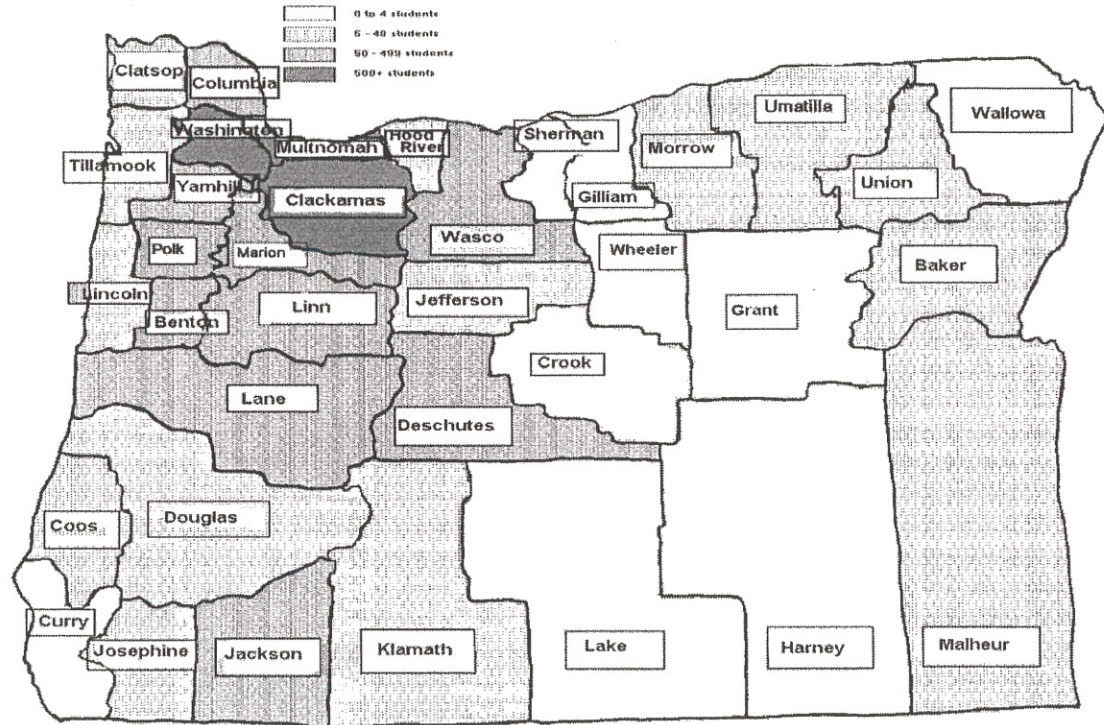 0 to 4 students
5 - 49 students
50 - 499 students
500+ students
Clatsop
Columbia
Washington
Multnomah
Hood
River
Sherman
Umatilla
Wallowa
Morrow
Tillamook
Yamhill
Clackamas
Gilliam
Union
Polk
Marion
Wasco
Wheeler
Baker
Lincoln
Benton
Linn
Jefferson
Grant
Crook
Lane
Deschutes
Coos
Douglas
Curry
Josephine
Jackson
Klamath
Lake
Harney
Malheur